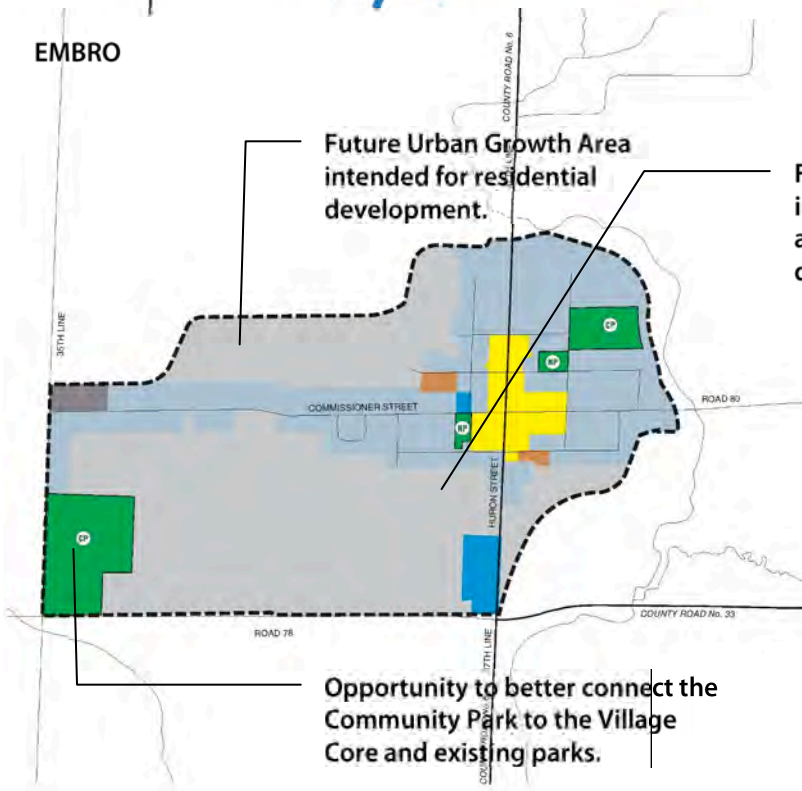 EMBRO
COUNTY ROAD No. 6
Future Urban Growth Area
intended for residential
development.
35TH LINE
CP
NP
COMMISSIONER STREET
ROAD 80
NP
HURON STREET
CP
COUNTY ROAD No. 33
ROAD 78
Opportunity to better connect the
Community Park to the Village
Core and existing parks.